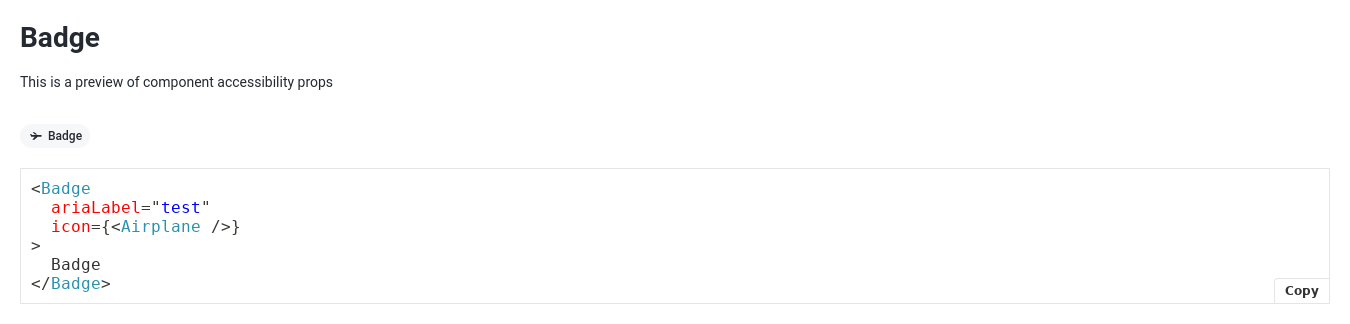 Badge
This is a preview of component accessibility props
Badge
<Badge
  ariaLabel="test"
  icon={<Airplane />}
>
  Badge
</Badge>
Copy